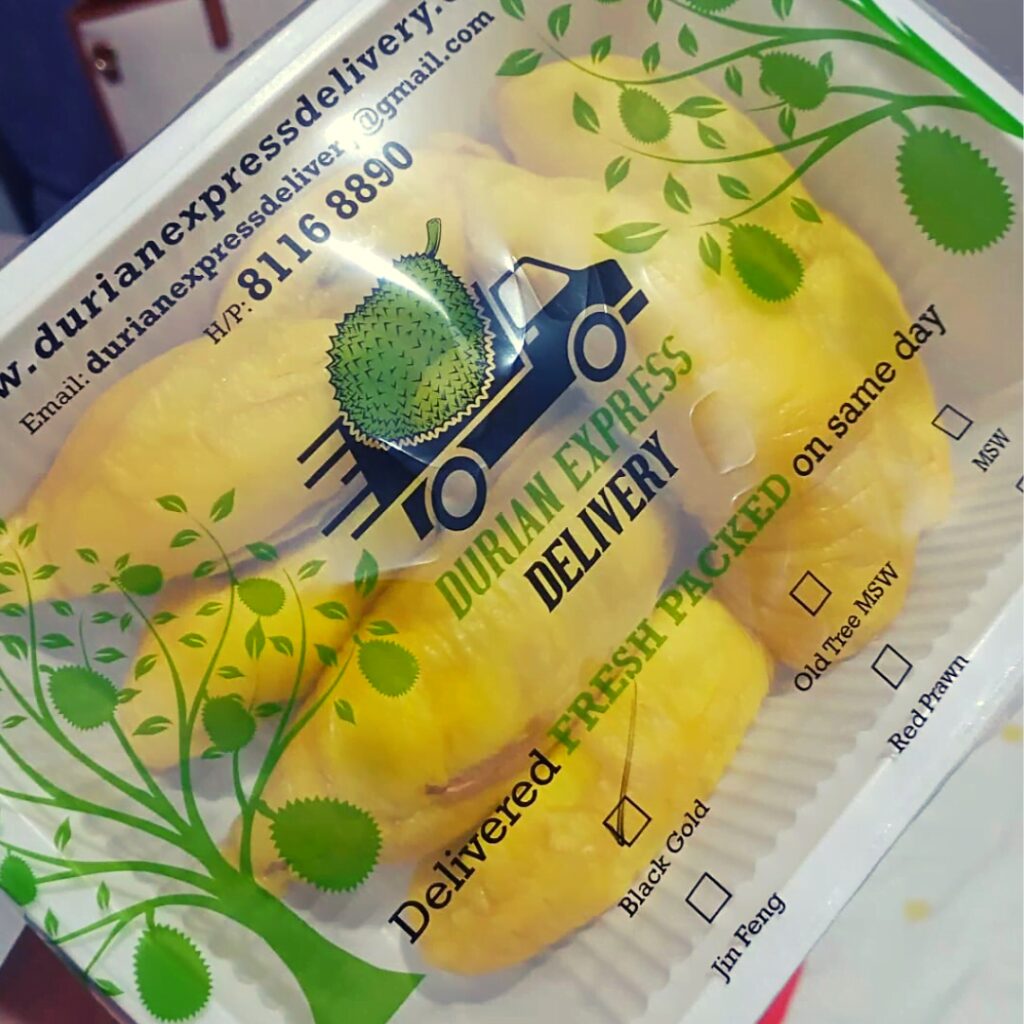 w.durianexpressdelivery.
Email: durianexpressdelivery@gmail.com
H/P: 8116 8890
DURIAN EXPRESS
DELIVERY
Delivered FRESH PACKED on same day
MSW
Old Tree MSW
Red Prawn
Black Gold
Jin Feng